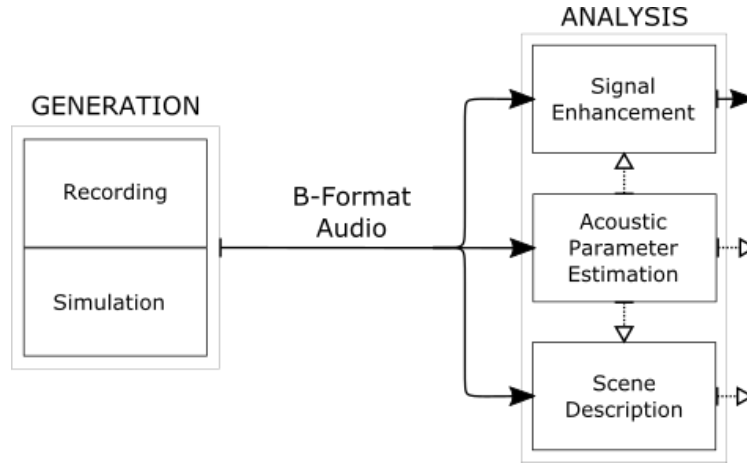 GENERATION
Recording
Simulation
B-Format
Audio
ANALYSIS
Signal
Enhancement
Acoustic
Parameter
Estimation
Scene
Description